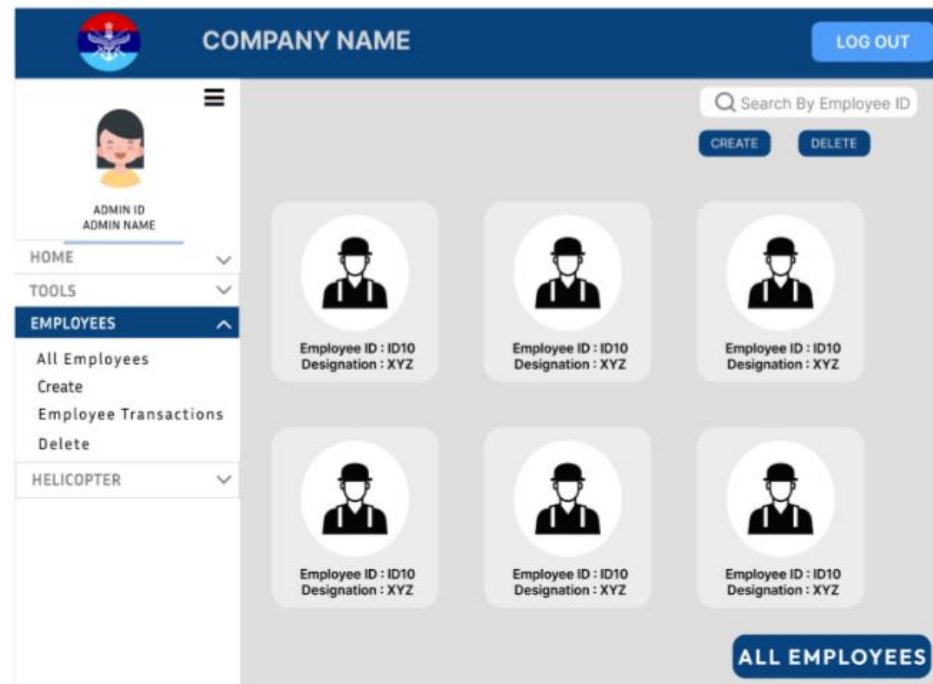 COMPANY NAME
LOG OUT
Search By Employee ID
CREATE
DELETE
ADMIN ID
ADMIN NAME
HOME
TOOLS
EMPLOYEES
All Employees
Create
Employee Transactions
Delete
HELICOPTER
Employee ID : ID10
Designation : XYZ
Employee ID : ID10
Designation : XYZ
Employee ID : ID10
Designation : XYZ
Employee ID : ID10
Designation : XYZ
Employee ID : ID10
Designation : XYZ
Employee ID : ID10
Designation : XYZ
ALL EMPLOYEES